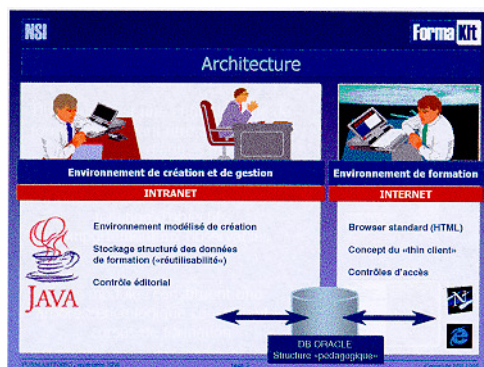 NSI
Forma Kit
Architecture
Environnement de création et de gestion
Environnement de formation
INTRANET
INTERNET
Environnement modélisé de création
Stockage structuré des données
de formation («réutilisabilité»)
Contrôle éditorial
JAVA
Browser standard (HTML)
Concept du «thin client»
Contrôles d'accès
N
e
DB ORACLE
Structure «pédagogique»